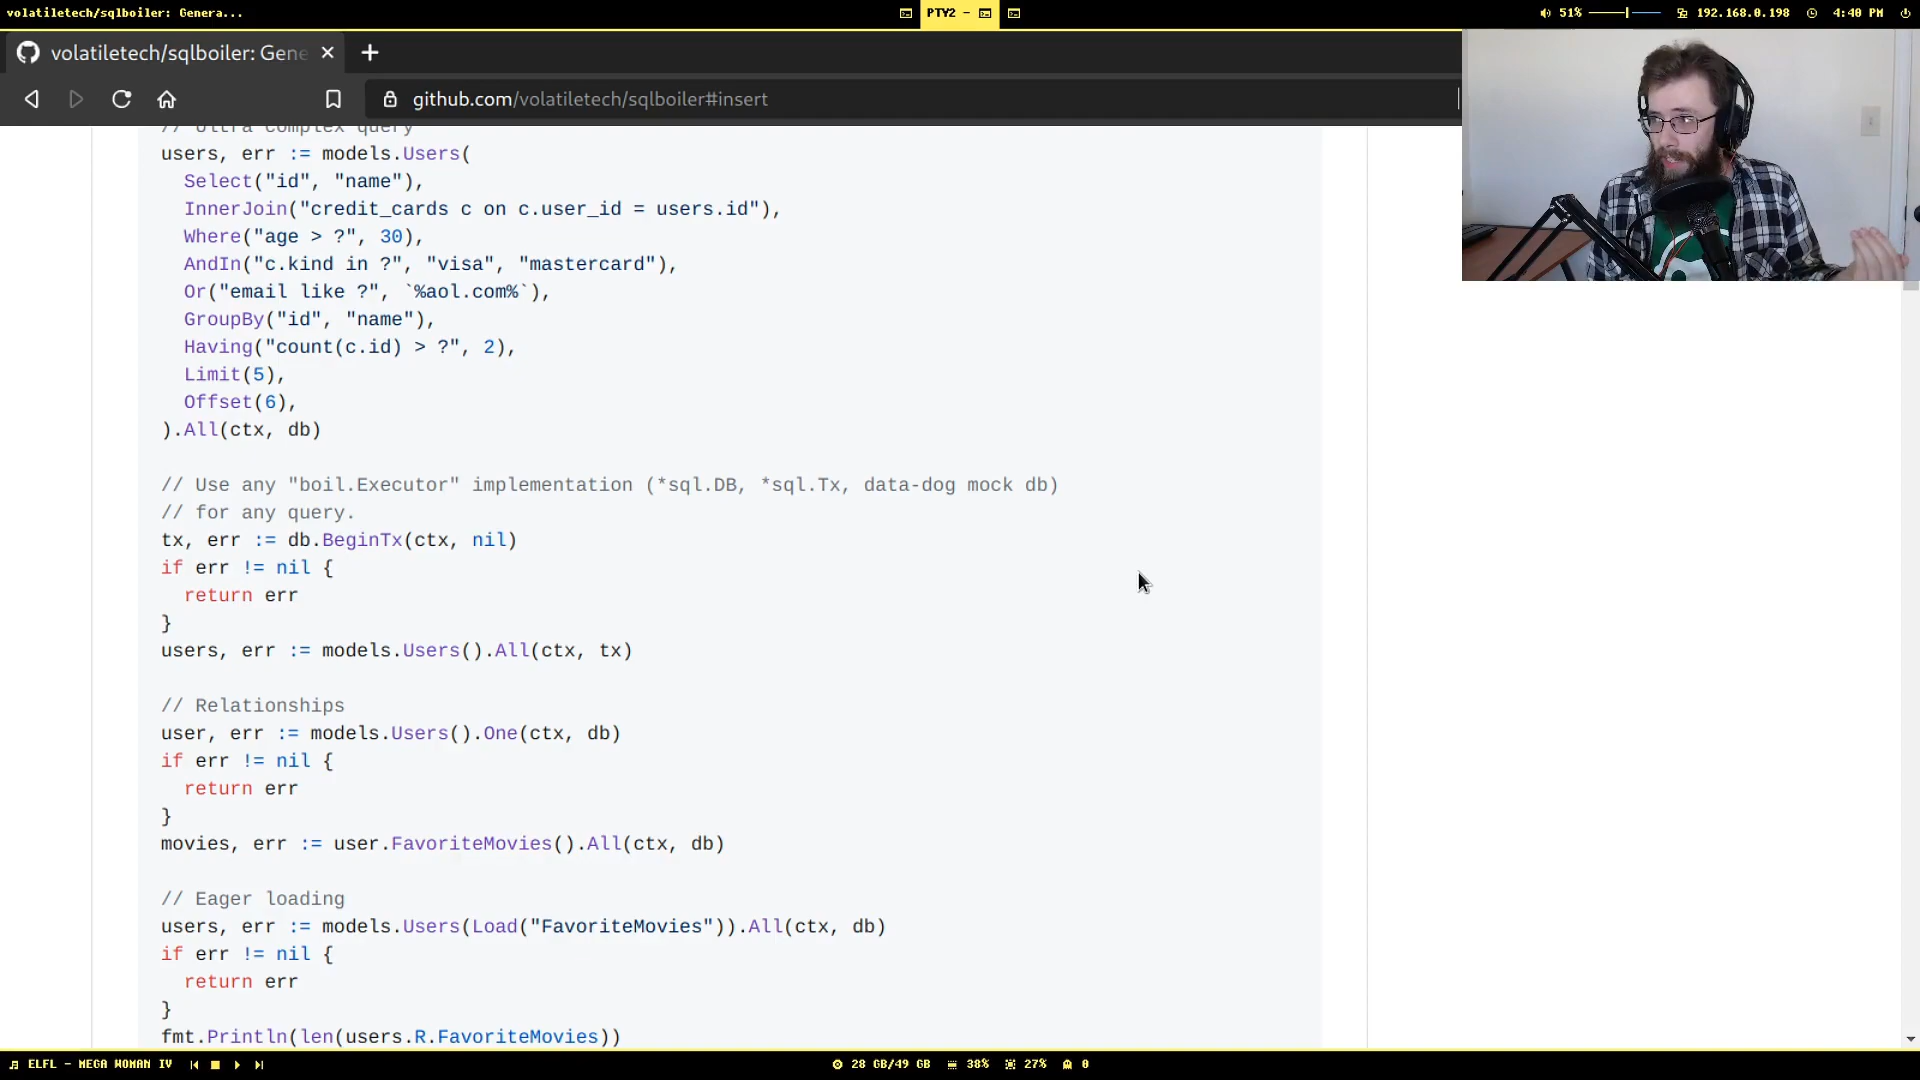 volatiletech/sqlboiler: Genera...
PTY2 -
51%
192.168.0.198
4:40 PM
volatiletech/sqlboiler: Gene
github.com/volatiletech/sqlboiler#insert
// Ultra complex query
users, err := models.Users(
Select("id", "name"),
InnerJoin("credit_cards c on c.user_id = users.id"),
Where("age > ?", 30),
AndIn("c.kind in ?", "visa", "mastercard"),
Or("email like ?", `%aol.com%`),
GroupBy("id", "name"),
Having("count(c.id) > ?", 2),
Limit(5),
Offset(6),
).All(ctx, db)
// Use any "boil.Executor" implementation (*sql.DB, *sql.Tx, data-dog mock db)
// for any query.
tx, err := db.BeginTx(ctx, nil)
if err != nil {
return err
}
users, err := models.Users().All(ctx, tx)
// Relationships
user, err := models.Users().One(ctx, db)
if err != nil {
return err
}
movies, err := user.FavoriteMovies().All(ctx, db)
// Eager loading
users, err := models.Users(Load("FavoriteMovies")).All(ctx, db)
if err != nil {
return err
}
fmt.Println(len(users.R.FavoriteMovies))
ELFL - MEGA WOMAN IV
28 GB/49 GB
38%
27%
0